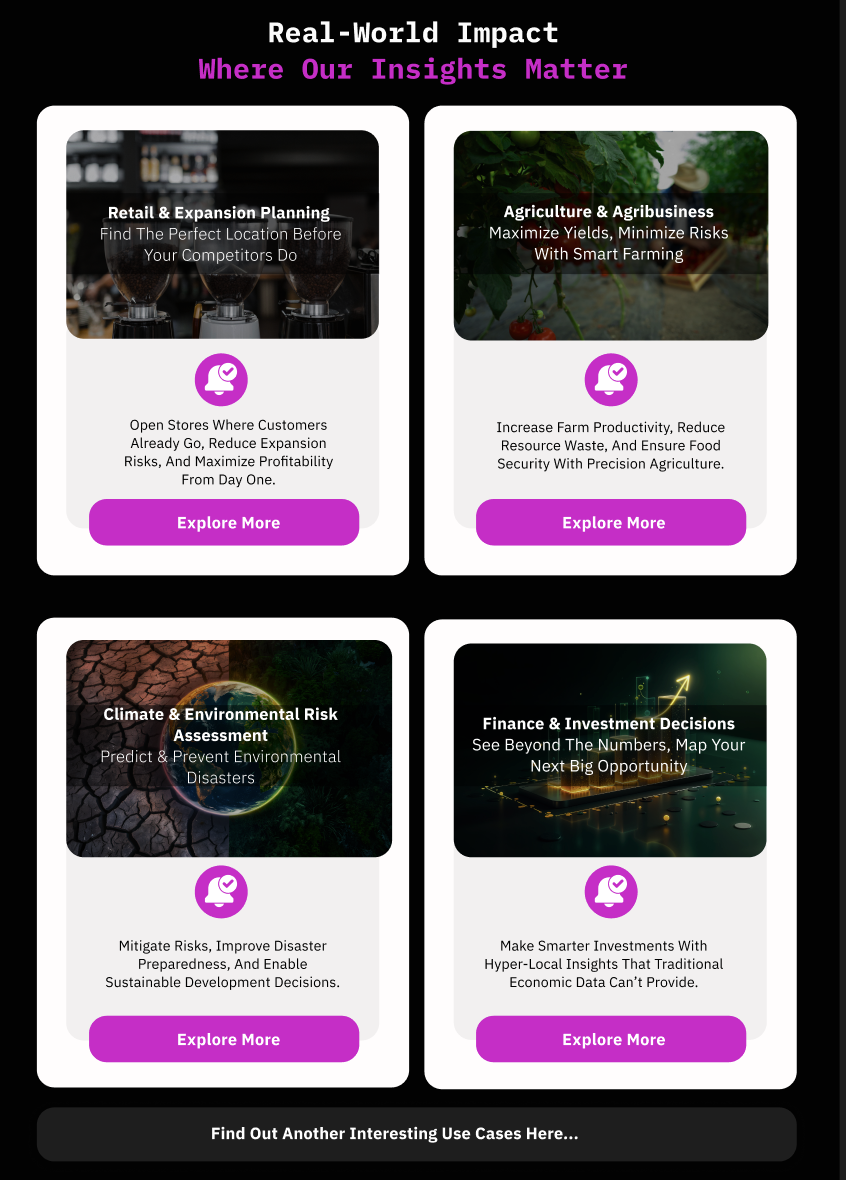 Real-World Impact
Where Our Insights Matter
Retail & Expansion Planning
Find The Perfect Location Before
Your Competitors Do
Open Stores Where Customers
Already Go, Reduce Expansion
Risks, And Maximize Profitability
From Day One.
Explore More
Agriculture & Agribusiness
Maximize Yields, Minimize Risks
With Smart Farming
Increase Farm Productivity, Reduce
Resource Waste, And Ensure Food
Security With Precision Agriculture.
Explore More
Climate & Environmental Risk
Assessment
Predict & Prevent Environmental
Disasters
Mitigate Risks, Improve Disaster
Preparedness, And Enable
Sustainable Development Decisions.
Explore More
Finance & Investment Decisions
See Beyond The Numbers, Map Your
Next Big Opportunity
Make Smarter Investments With
Hyper-Local Insights That Traditional
Economic Data Can’t Provide.
Explore More
Find Out Another Interesting Use Cases Here...